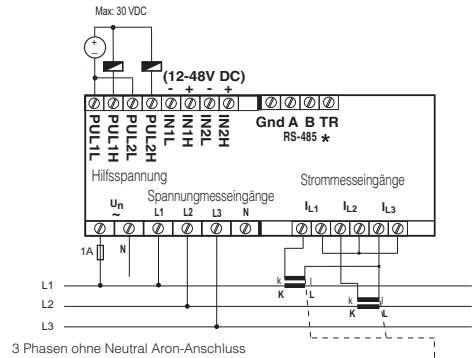 Max: 30 VDC
+
–
(12-48V DC)
- + - +
PUL1L PUL1H PUL2L PUL2H IN1L IN1H IN2L IN2H
Gnd A B TR
RS-485 *
Hilfsspannung
Spannungmesseingänge
Strommesseingänge
Un
~
L1 L2 L3 N
IL1 IL2 IL3
1A
N
k l
K L
k l
K L
L1
L2
L3
3 Phasen ohne Neutral Aron-Anschluss